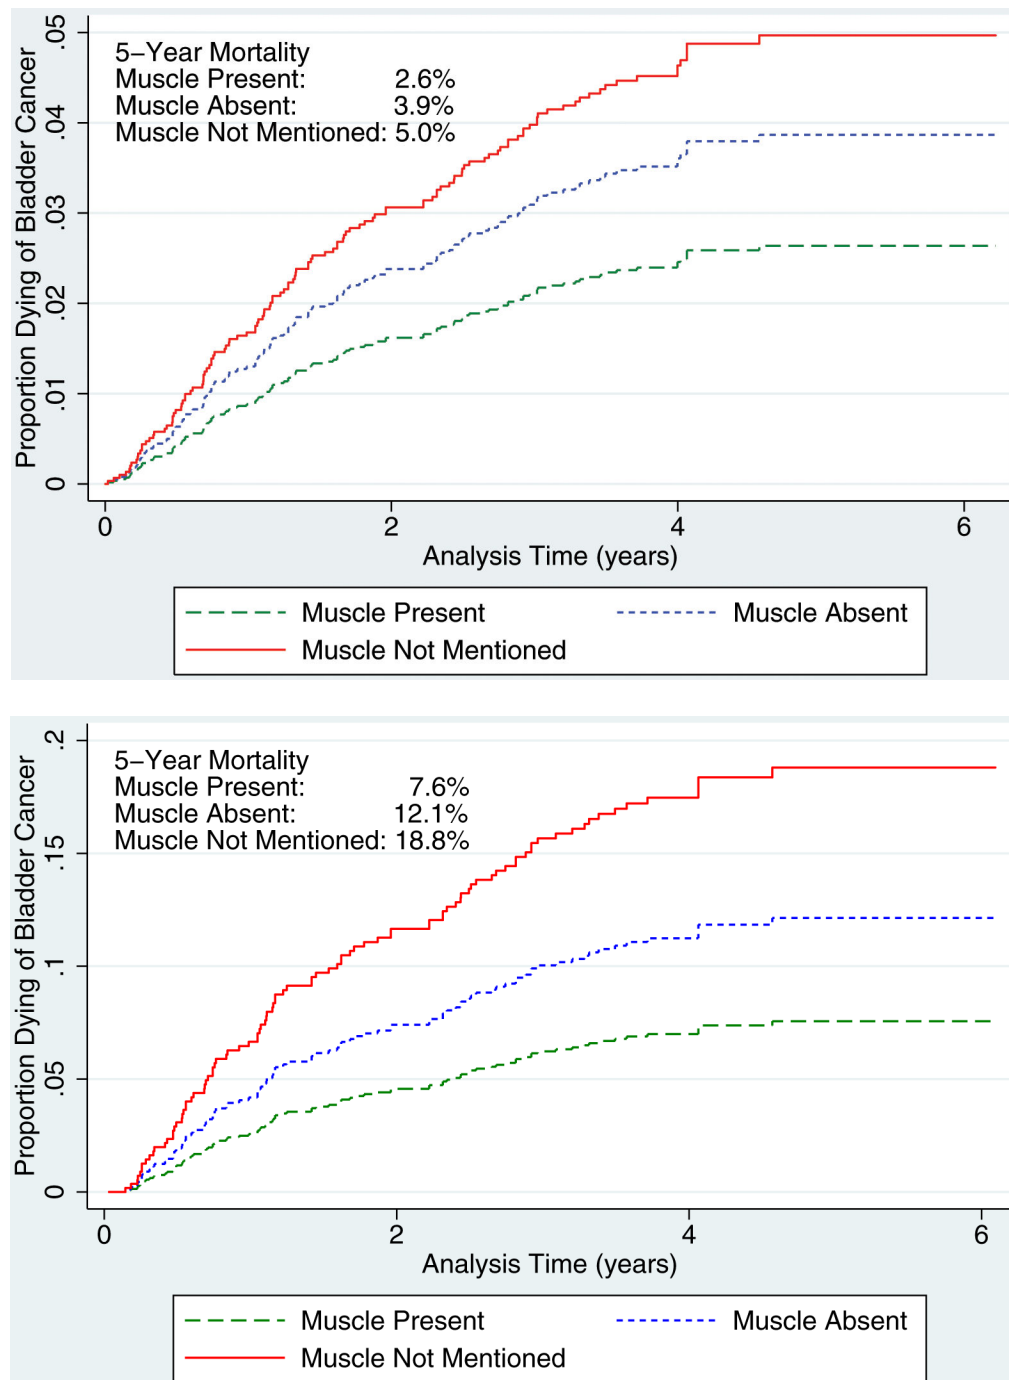 5−Year Mortality
Muscle Present: 2.6%
Muscle Absent: 3.9%
Muscle Not Mentioned: 5.0%
Proportion Dying of Bladder Cancer
.05
.04
.03
.02
.01
0
0 2 4 6
Analysis Time (years)
Muscle Present Muscle Absent
Muscle Not Mentioned
5−Year Mortality
Muscle Present: 7.6%
Muscle Absent: 12.1%
Muscle Not Mentioned: 18.8%
Proportion Dying of Bladder Cancer
.2
.15
.1
.05
0
0 2 4 6
Analysis Time (years)
Muscle Present Muscle Absent
Muscle Not Mentioned